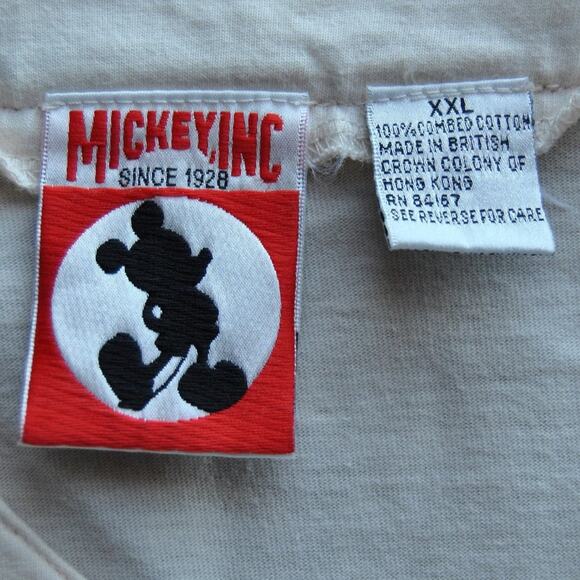 MICKEY, INC
SINCE 1928
XXL
100% COMBED COTTON
MADE IN BRITISH
CROWN COLONY OF
HONG KONG
RN 84167
SEE REVERSE FOR CARE